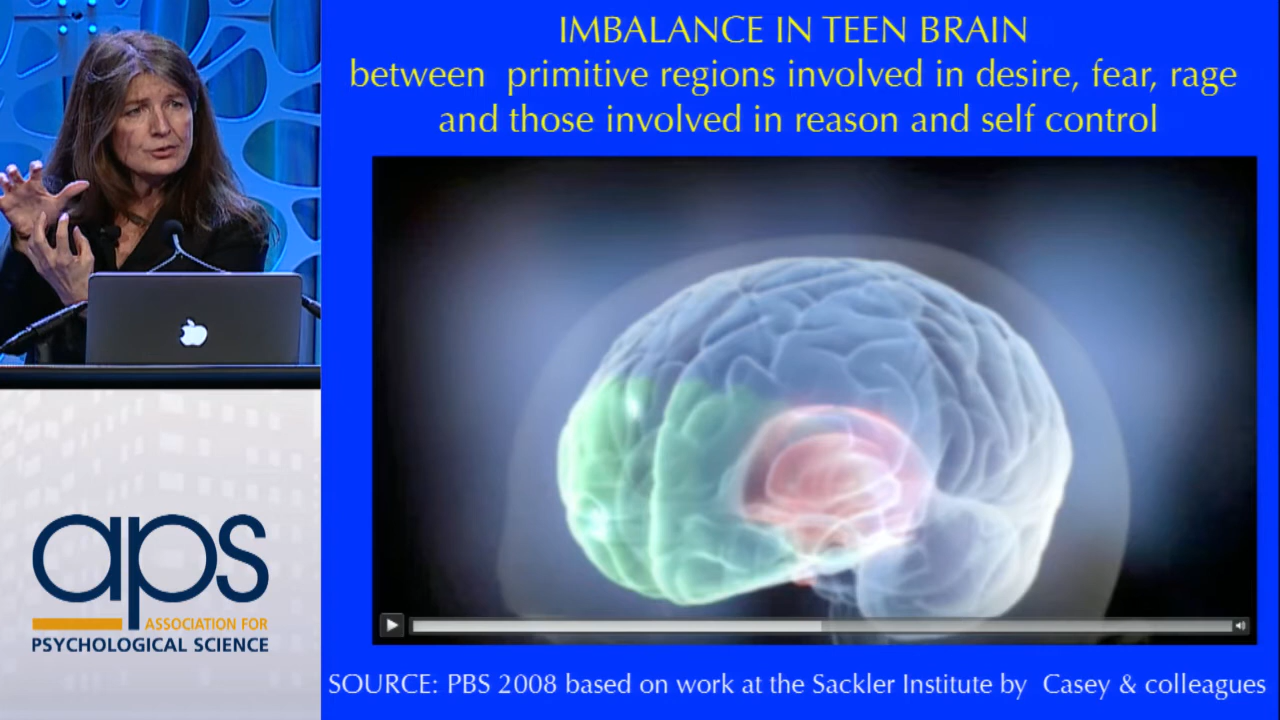 IMBALANCE IN TEEN BRAIN
between primitive regions involved in desire, fear, rage
and those involved in reason and self control
aps
ASSOCIATION FOR
PSYCHOLOGICAL SCIENCE
SOURCE: PBS 2008 based on work at the Sackler Institute by Casey & colleagues